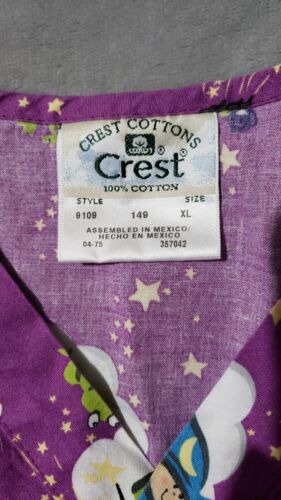 CREST COTTONS
cotton ®
Crest®
100% COTTON
STYLE SIZE
9109 149 XL
ASSEMBLED IN MEXICO/
HECHO EN MEXICO
04-75 357042